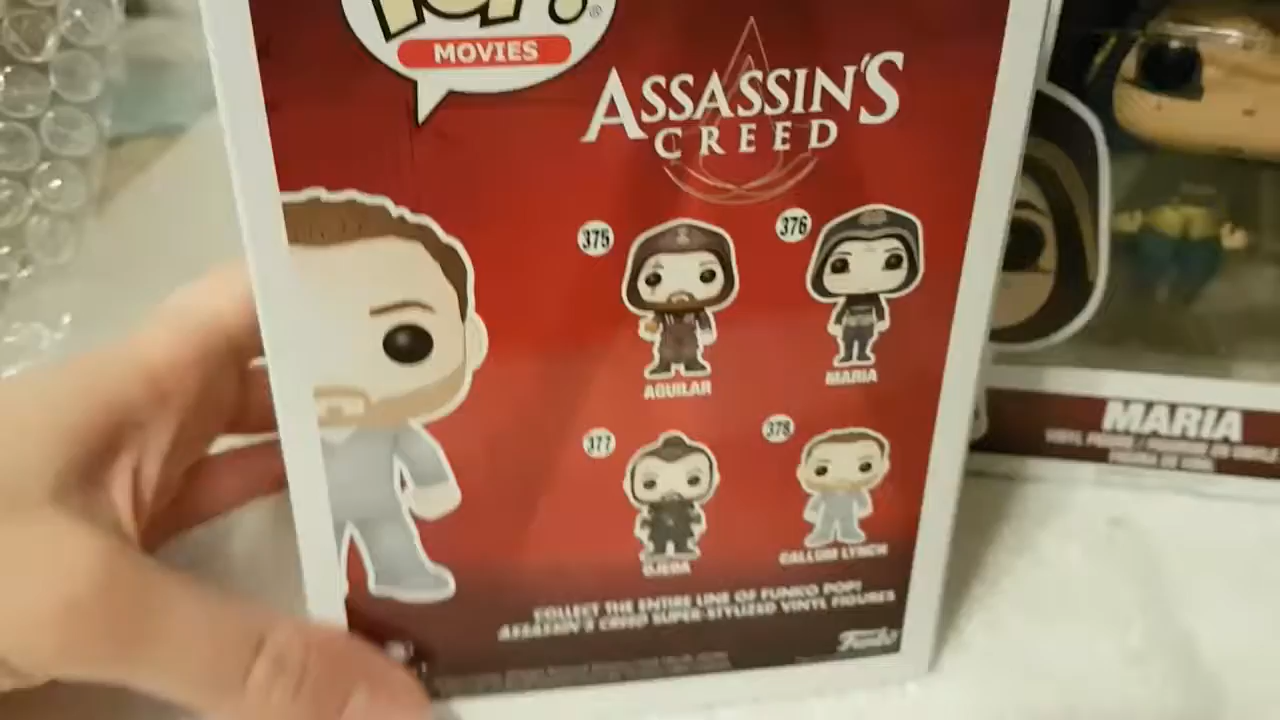 POP!
MOVIES
ASSASSIN'S
CREED
375
376
AGUILAR
MARIA
377
378
OJEDA
CALLUM LYNCH
COLLECT THE ENTIRE LINE OF FUNKO POP!
ASSASSIN'S CREED SUPER-STYLIZED VINYL FIGURES
Funko
MARIA